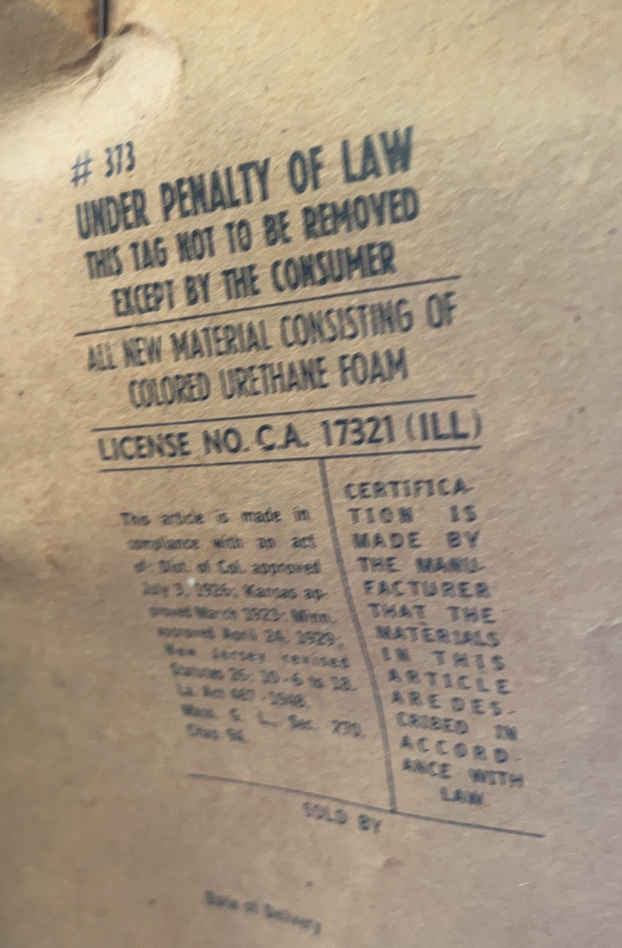 # 373
UNDER PENALTY OF LAW
THIS TAG NOT TO BE REMOVED
EXCEPT BY THE CONSUMER
ALL NEW MATERIAL CONSISTING OF
COLORED URETHANE FOAM
LICENSE NO. C.A. 17321 (ILL)
This article is made in
compliance with an act
of Dist. of Col. approved
July 3, 1926; Kansas ap-
proved March 1923; Minn.
approved April 24, 1929;
New Jersey revised
Statutes 26: 10-6 to 18.
La. Act 467 - 1948.
Mass. G. L., Sec. 270,
Chap 94.
CERTIFICA-
TION IS
MADE BY
THE MANU-
FACTURER
THAT THE
MATERIALS
IN THIS
ARTICLE
ARE DES-
CRIBED IN
ACCORD-
ANCE WITH
LAW
SOLD BY
Date of Delivery